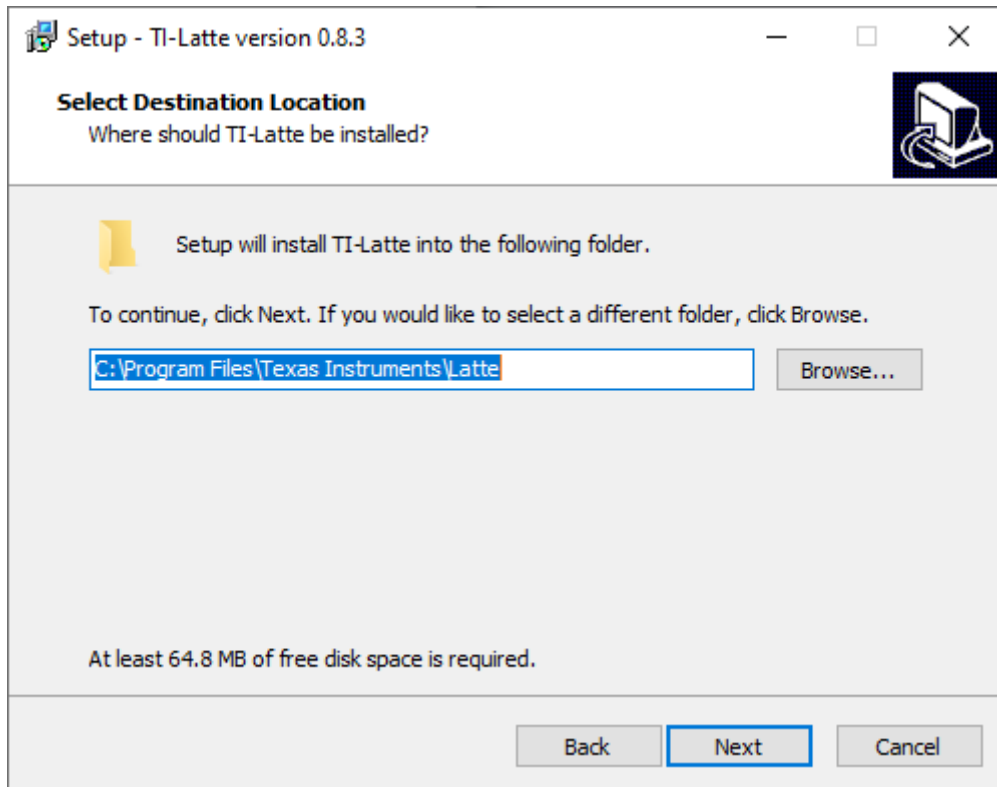 Setup - TI-Latte version 0.8.3
Select Destination Location
Where should TI-Latte be installed?
Setup will install TI-Latte into the following folder.
To continue, click Next. If you would like to select a different folder, click Browse.
C:\Program Files\Texas Instruments\Latte
Browse...
At least 64.8 MB of free disk space is required.
Back
Next
Cancel